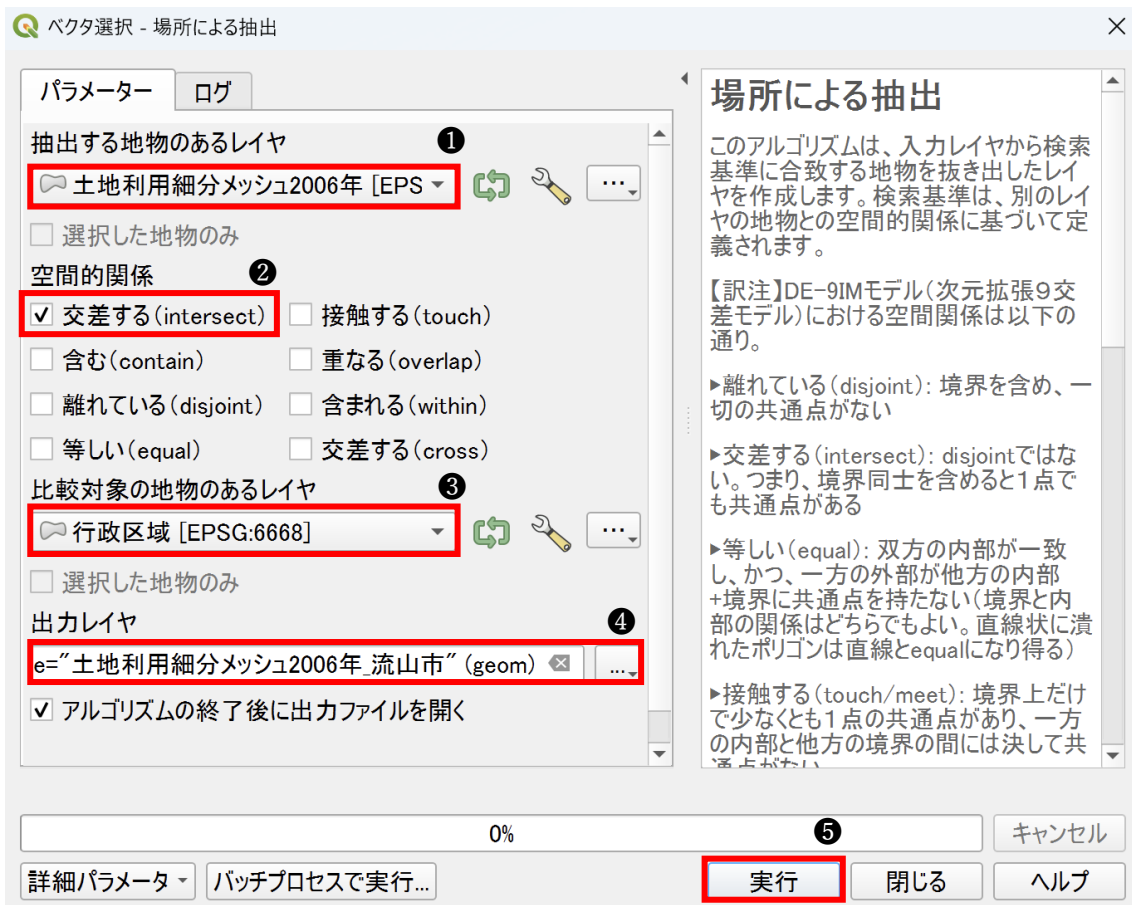 ベクタ選択 - 場所による抽出
パラメーター
ログ
抽出する地物のあるレイヤ
❶
土地利用細分メッシュ2006年 [EPS
…
選択した地物のみ
空間的関係
❷
交差する(intersect)
接触する(touch)
含む(contain)
重なる(overlap)
離れている(disjoint)
含まれる(within)
等しい(equal)
交差する(cross)
比較対象の地物のあるレイヤ
❸
行政区域 [EPSG:6668]
…
選択した地物のみ
出力レイヤ
❹
e="土地利用細分メッシュ2006年_流山市" (geom)
…
アルゴリズムの終了後に出力ファイルを開く
場所による抽出
このアルゴリズムは、入力レイヤから検索
基準に合致する地物を抜き出したレイ
ヤを作成します。検索基準は、別のレイ
ヤの地物との空間的関係に基づいて定
義されます。
【訳注】DE-9IMモデル(次元拡張９交
差モデル)における空間関係は以下の
通り。
▶離れている(disjoint): 境界を含め、一
切の共通点がない
▶交差する(intersect): disjointではな
い。つまり、境界同士を含めると１点で
も共通点がある
▶等しい(equal): 双方の内部が一致
し、かつ、一方の外部が他方の内部
+境界に共通点を持たない(境界と内
部の関係はどちらでもよい。直線状に潰
れたポリゴンは直線とequalになり得る)
▶接触する(touch/meet): 境界上だけ
で少なくとも１点の共通点があり、一方
の内部と他方の境界の間には決して共
通点がない
0%
❺
キャンセル
詳細パラメータ
バッチプロセスで実行...
実行
閉じる
ヘルプ